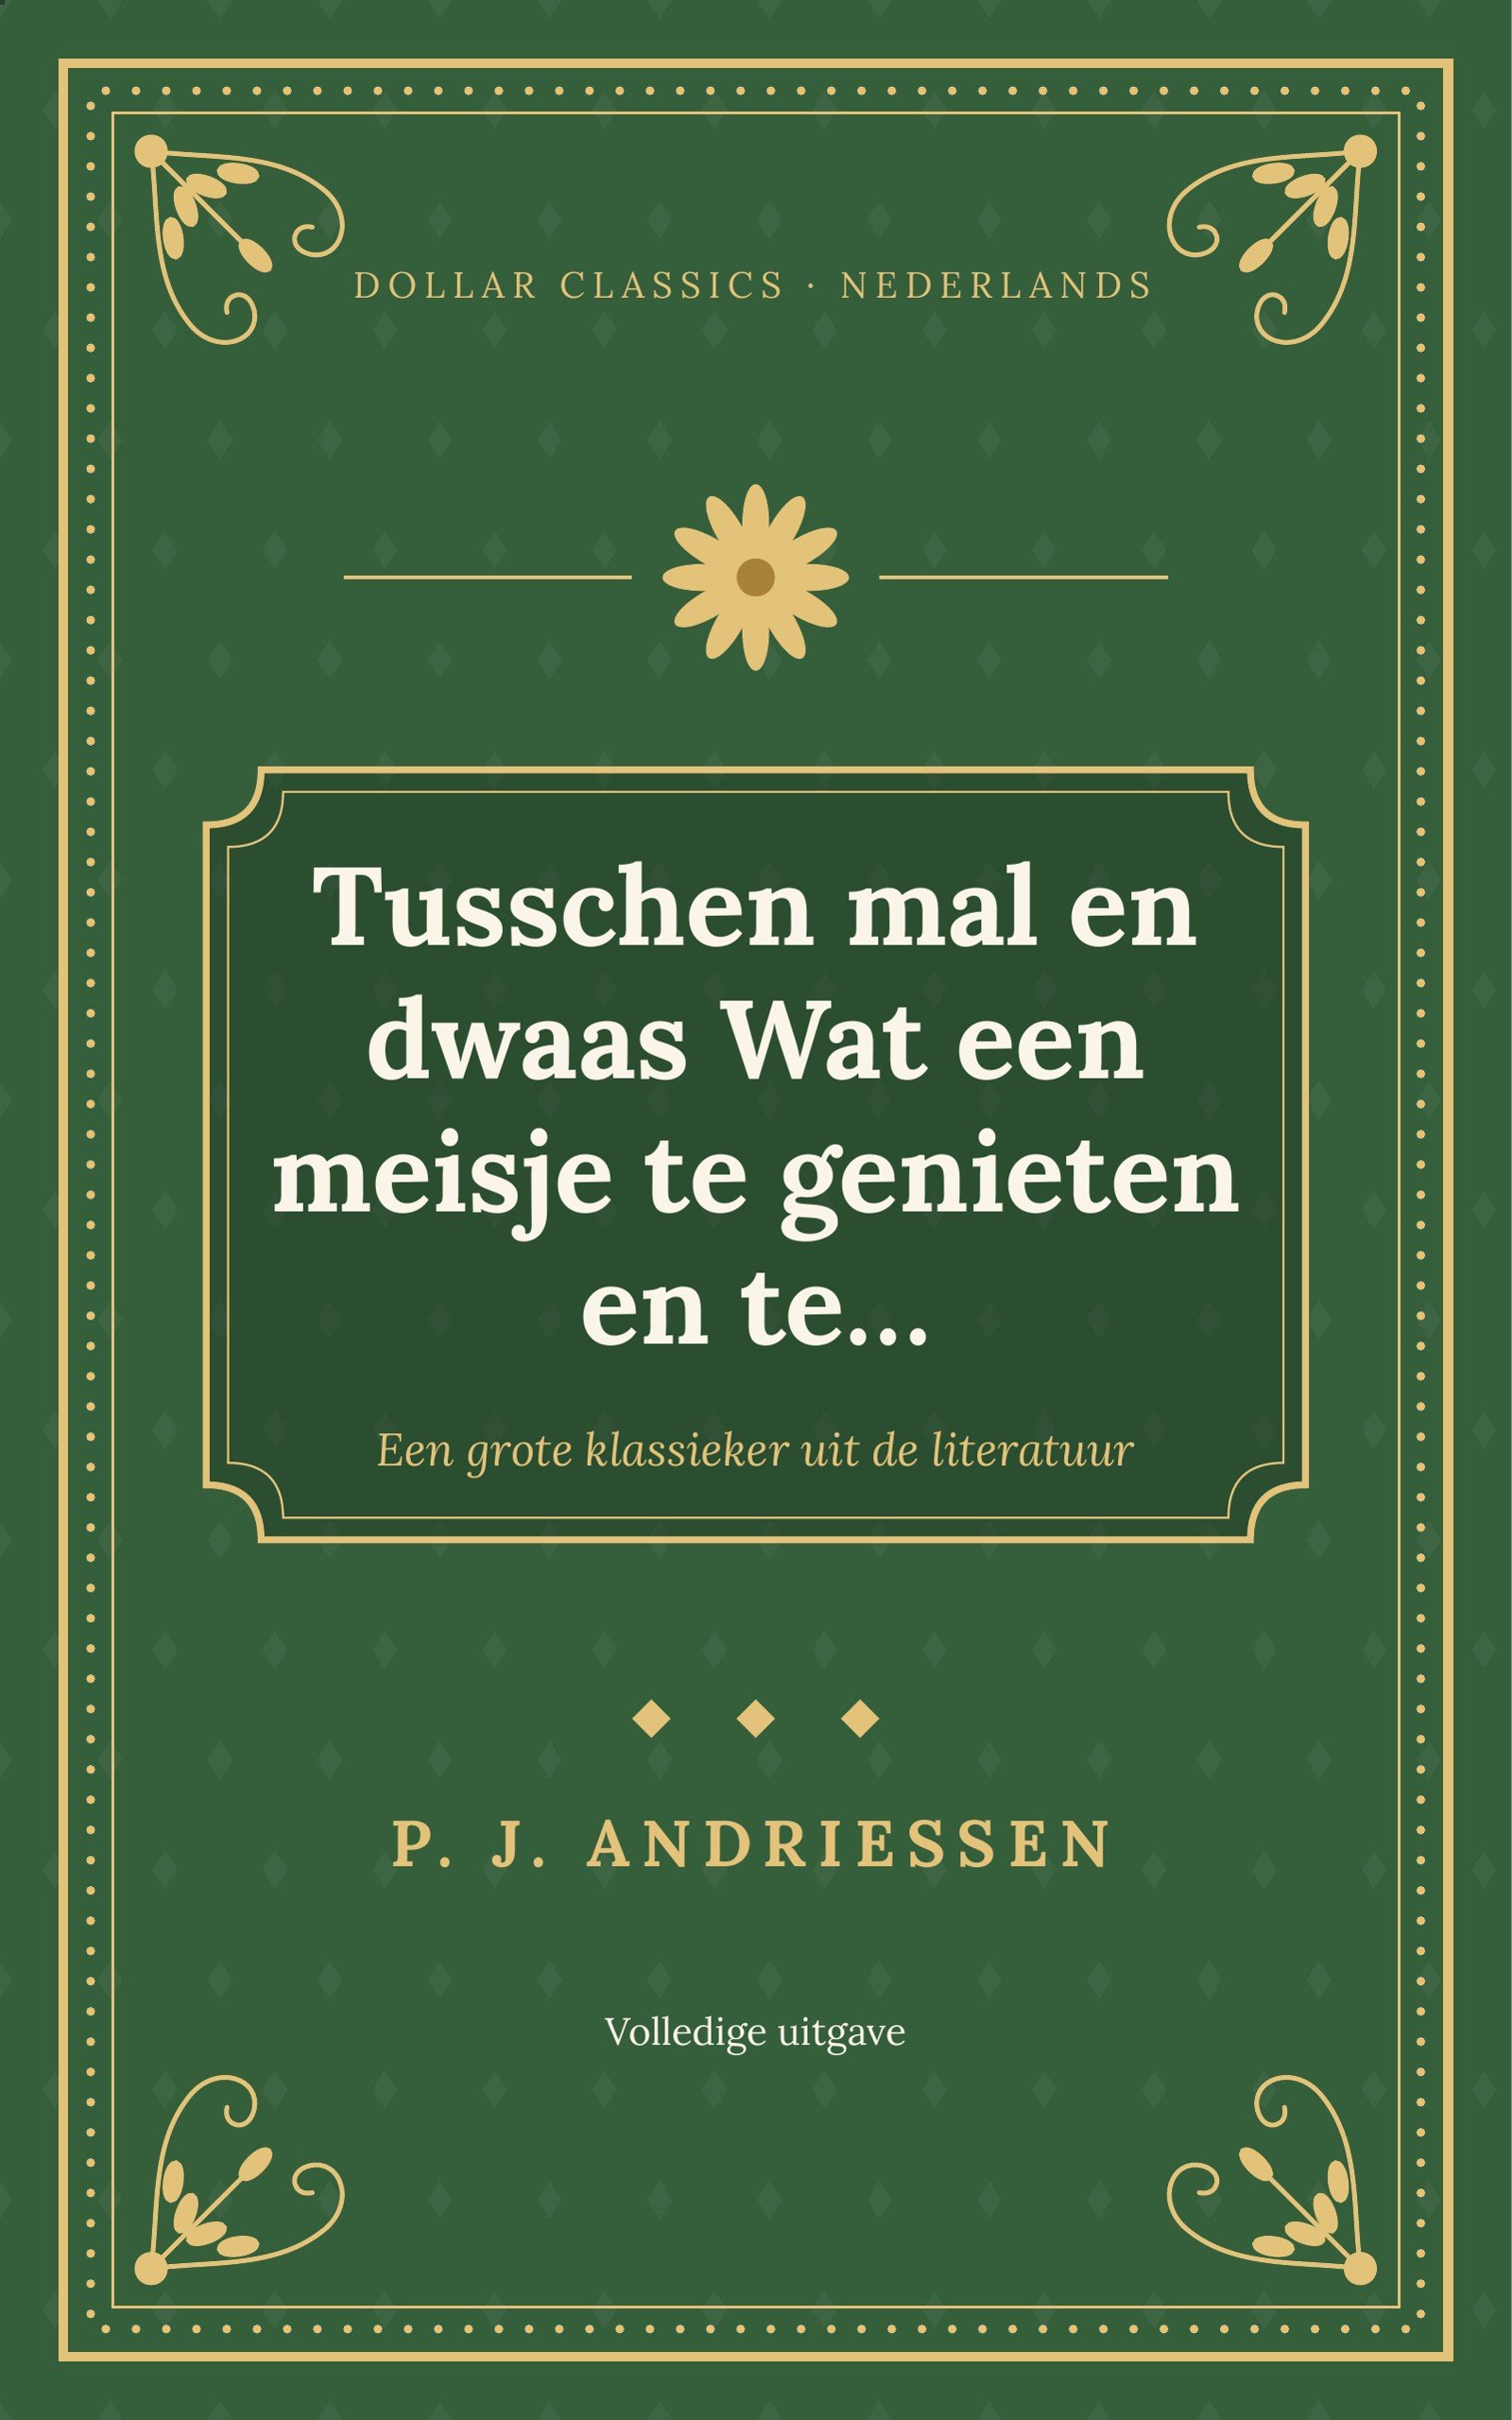 DOLLAR CLASSICS · NEDERLANDS
Tusschen mal en
dwaas Wat een
meisje te genieten
en te...
Een grote klassieker uit de literatuur
P. J. ANDRIESSEN
Volledige uitgave